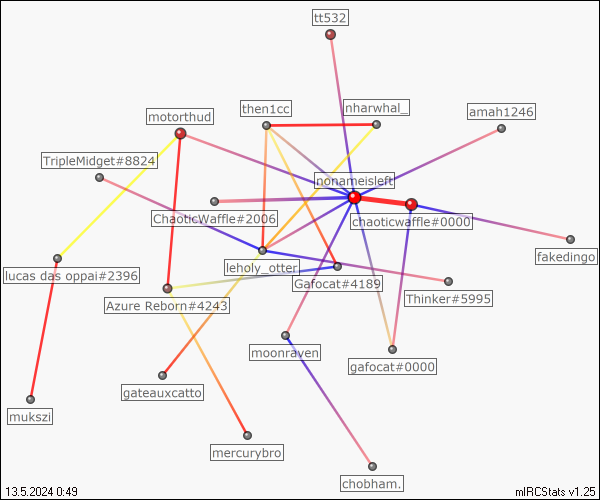 tt532
then1cc
nharwhal_
amah1246
motorthud
TripleMidget#8824
nonameisleft
ChaoticWaffle#2006
chaoticwaffle#0000
fakedingo
leholy_otter
lucas das oppai#2396
Gafocat#4189
Thinker#5995
Azure Reborn#4243
moonraven
gafocat#0000
gateauxcatto
mukszi
mercurybro
chobham.
13.5.2024 0:49
mIRCStats v1.25